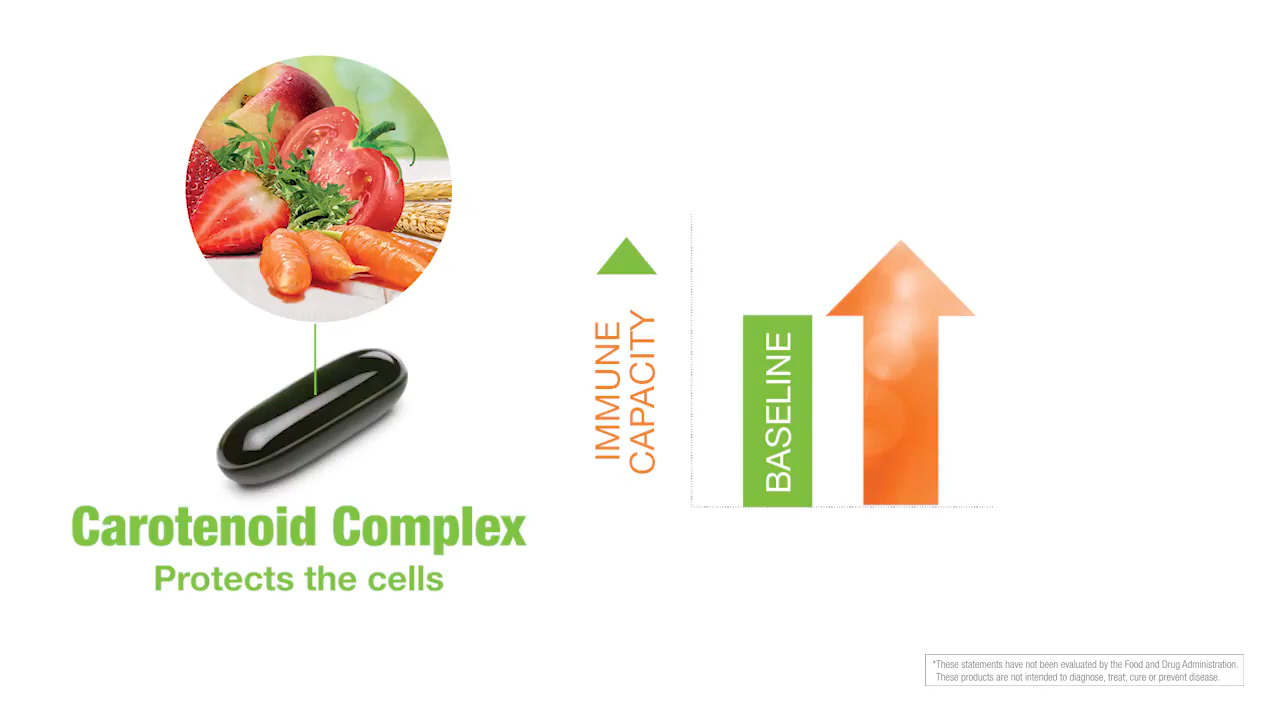 Carotenoid Complex
Protects the cells
IMMUNE
CAPACITY
BASELINE
*These statements have not been evaluated by the Food and Drug Administration.
These products are not intended to diagnose, treat, cure or prevent disease.